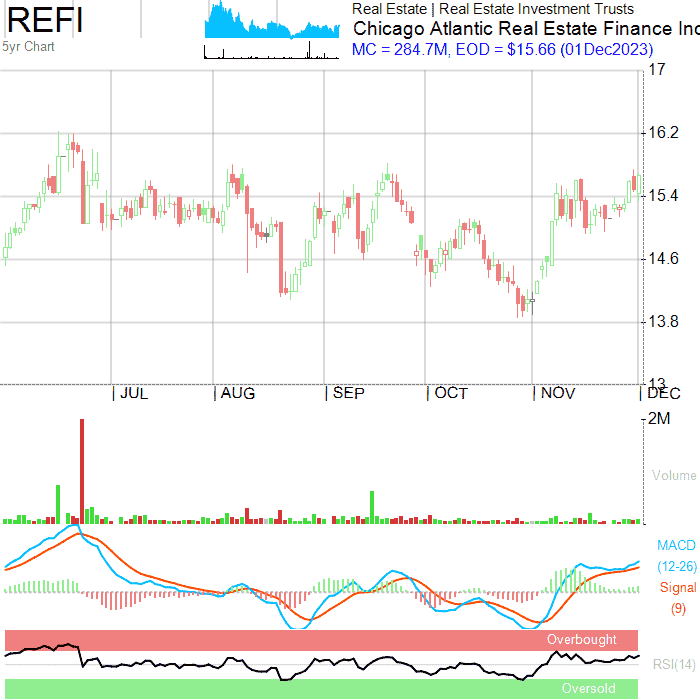 REFI
5yr Chart
Real Estate | Real Estate Investment Trusts
Chicago Atlantic Real Estate Finance Inc
MC = 284.7M, EOD = $15.66 (01Dec2023)
17
16.2
15.4
14.6
13.8
13
| JUL | AUG | SEP | OCT | NOV | DEC
2M
Volume
MACD
(12-26)
Signal
(9)
Overbought
RSI(14)
Oversold